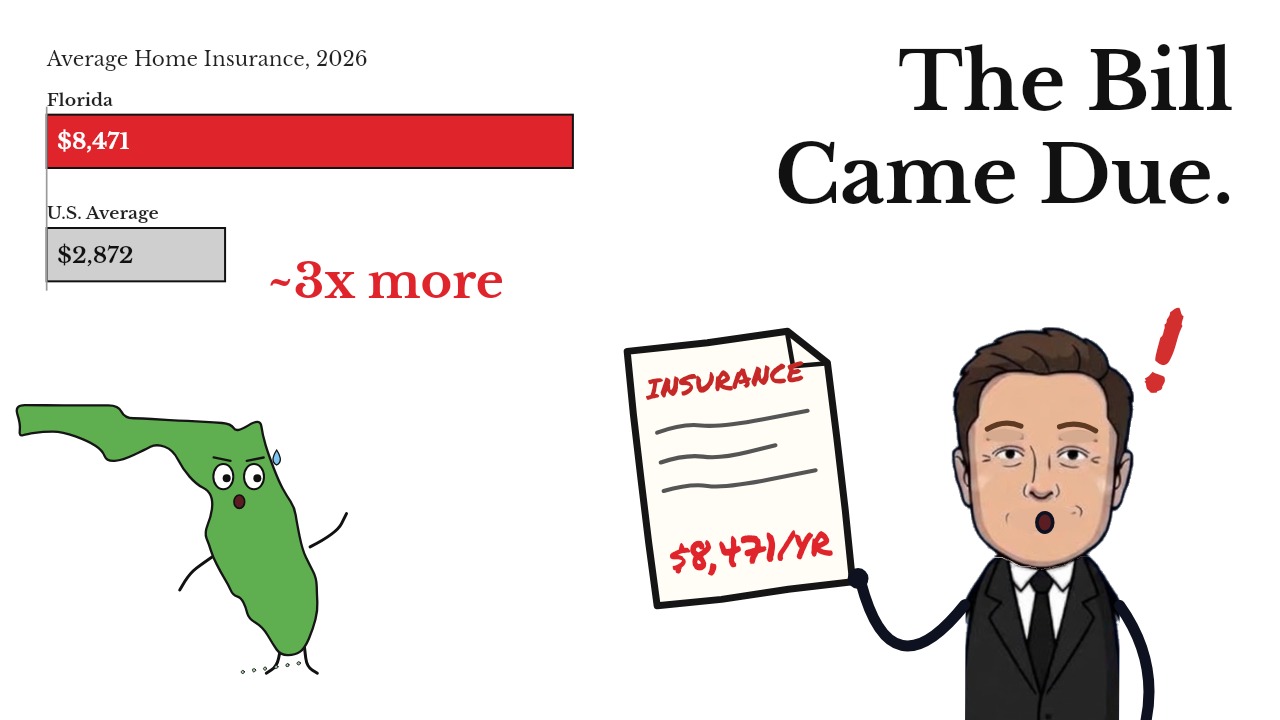 Average Home Insurance, 2026
Florida
$8,471
U.S. Average
$2,872
~3x more
The Bill
Came Due.
INSURANCE
$8,471/YR
!